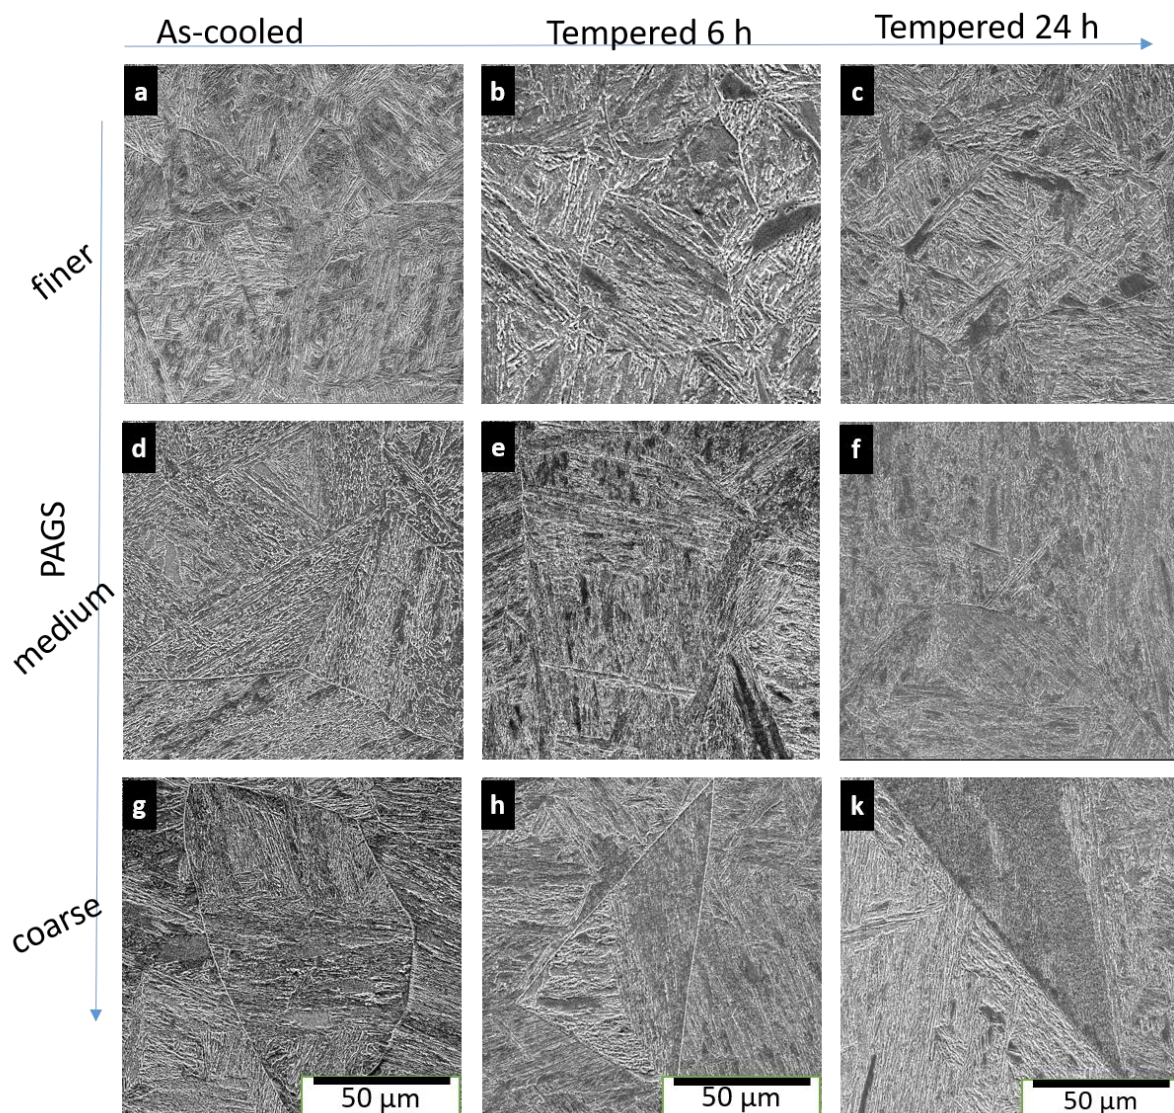 As-cooled
Tempered 6 h
Tempered 24 h
a
b
c
finer
d
e
f
PAGS
medium
g
h
k
coarse
50 µm
50 µm
50 µm